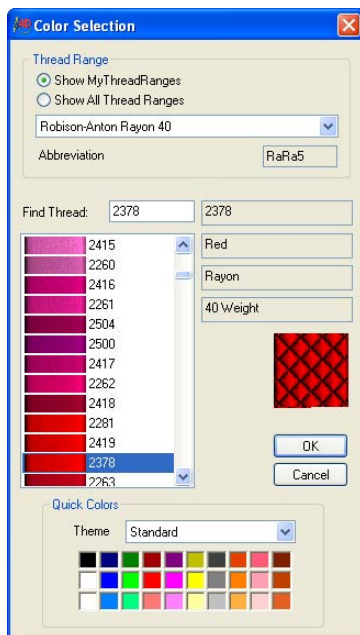 Color Selection
Thread Range
Show MyThreadRanges
Show All Thread Ranges
Robison-Anton Rayon 40
Abbreviation RaRa5
Find Thread: 2378 2378
2415
Red
2260
2416
Rayon
2261
40 Weight
2504
2500
2417
2262
2418
2281
2419
OK
2378
2263
Cancel
Quick Colors
Theme Standard